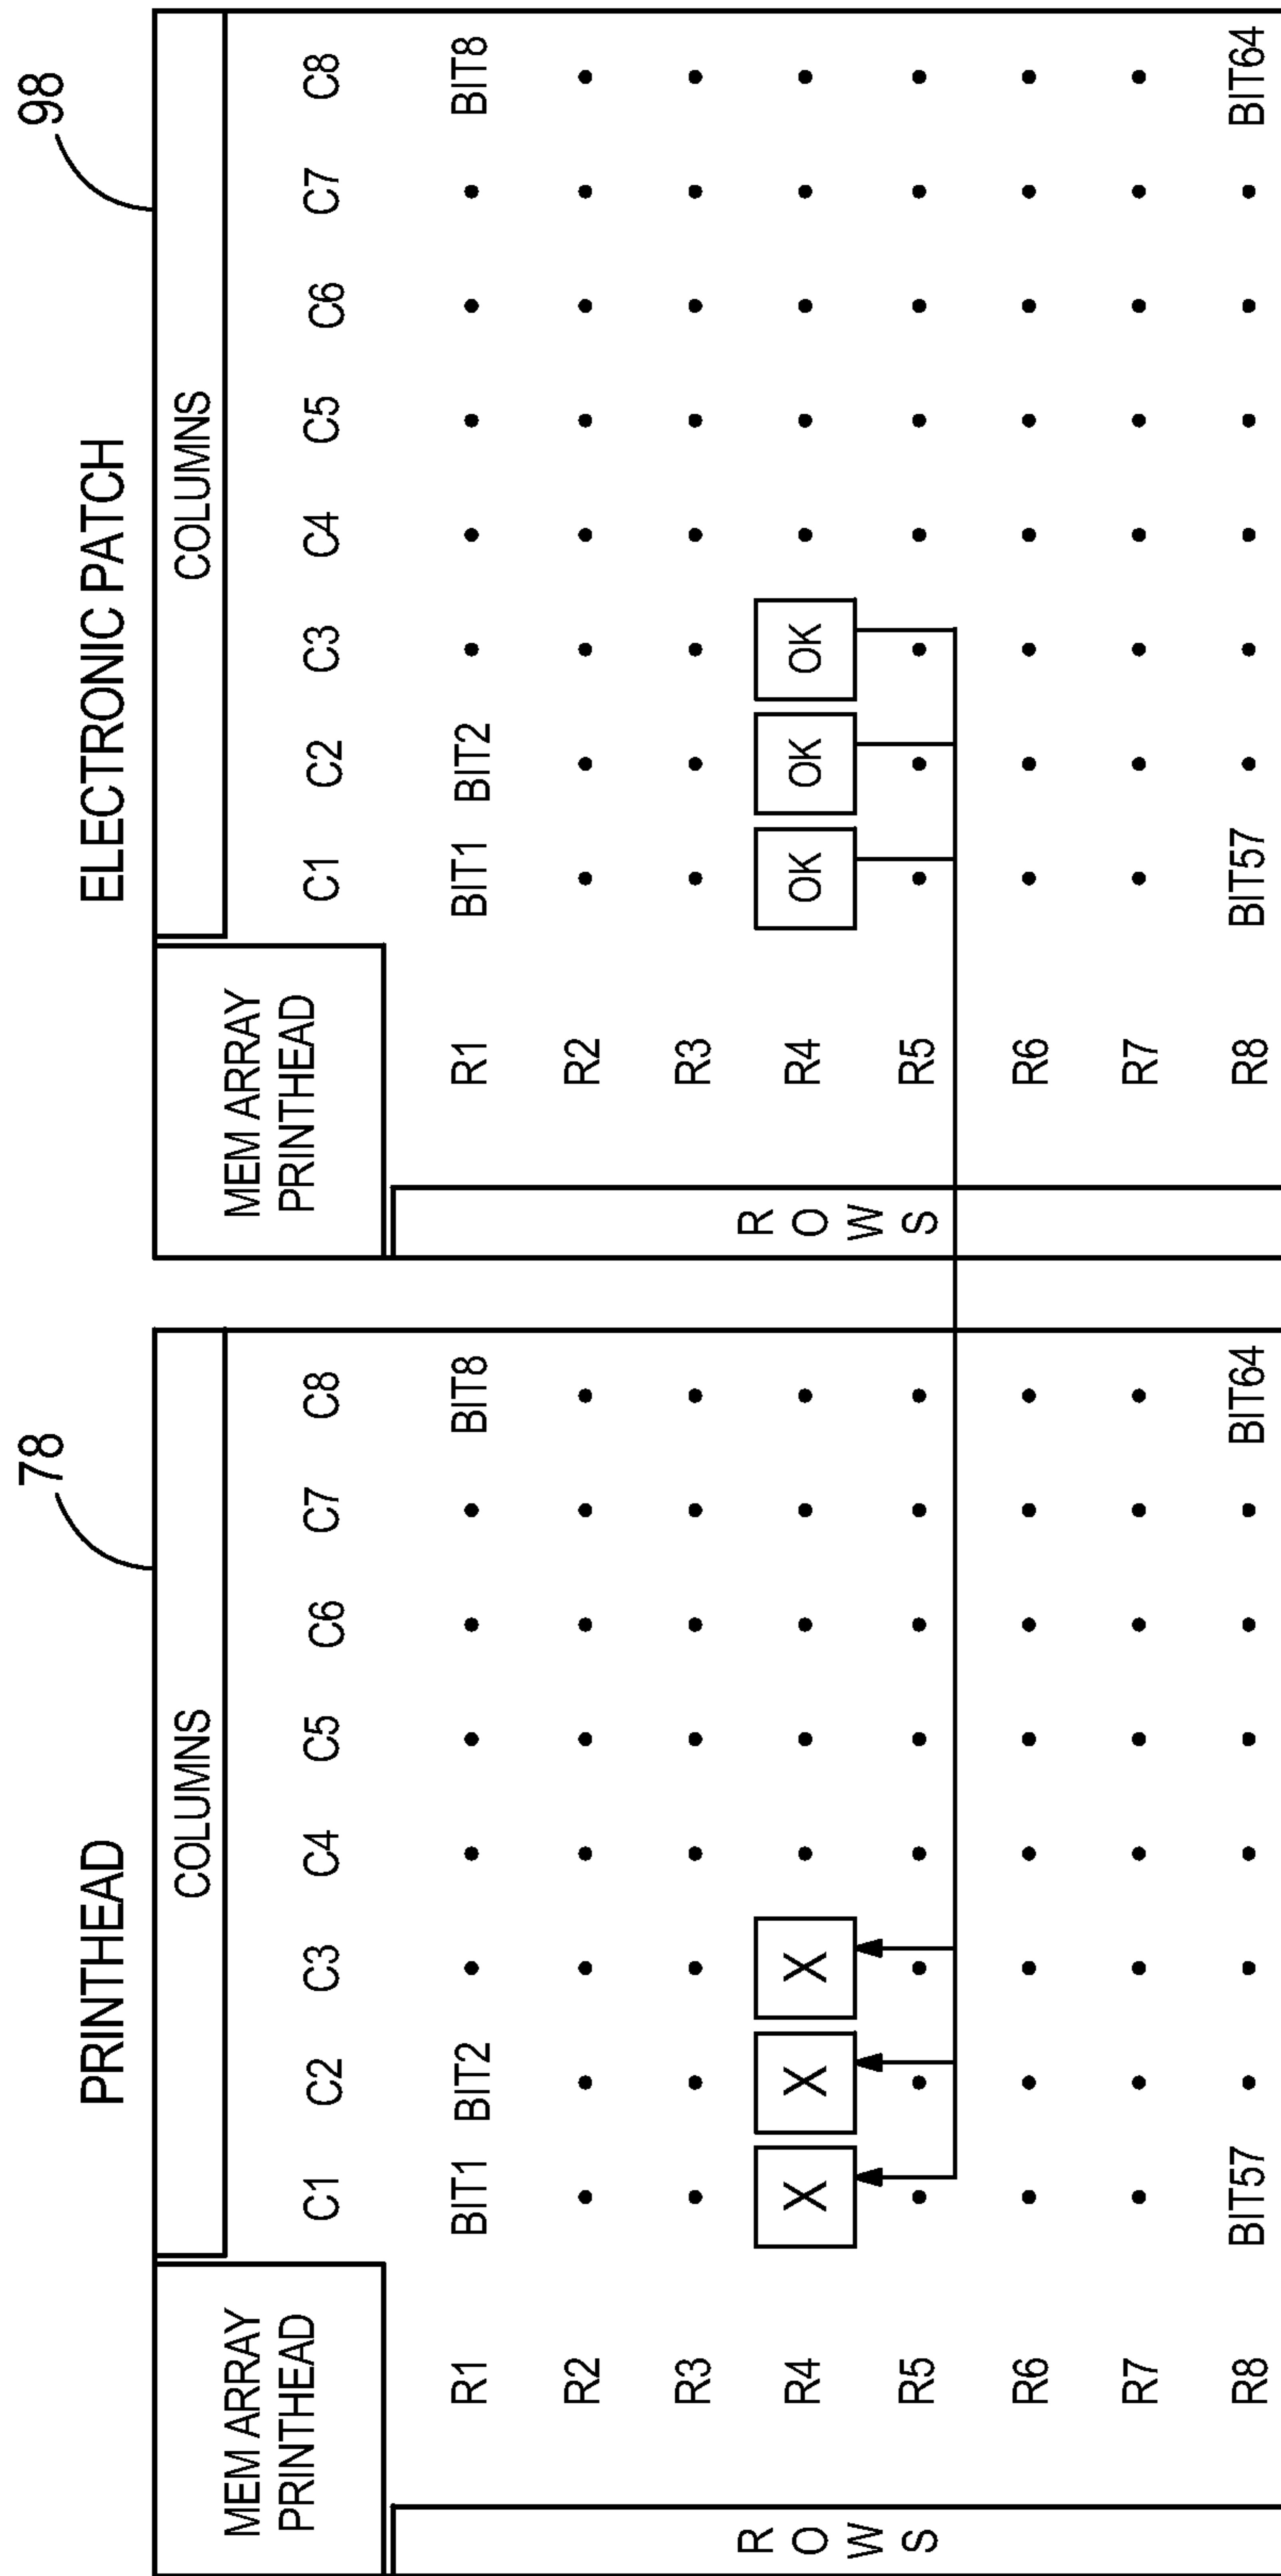 PRINTHEAD
78
MEM ARRAY
PRINTHEAD
COLUMNS
C1 C2 C3 C4 C5 C6 C7 C8
ROWS
R1 BIT1 BIT2 • • • • • BIT8
R2 • • • • • • • •
R3 • • • • • • • •
R4 X X X • • • • •
R5 • • • • • • • •
R6 • • • • • • • •
R7 • • • • • • • •
R8 BIT57 • • • • • • BIT64
ELECTRONIC PATCH
98
MEM ARRAY
PRINTHEAD
COLUMNS
C1 C2 C3 C4 C5 C6 C7 C8
ROWS
R1 BIT1 BIT2 • • • • • BIT8
R2 • • • • • • • •
R3 • • • • • • • •
R4 OK OK OK • • • • •
R5 • • • • • • • •
R6 • • • • • • • •
R7 • • • • • • • •
R8 BIT57 • • • • • • BIT64